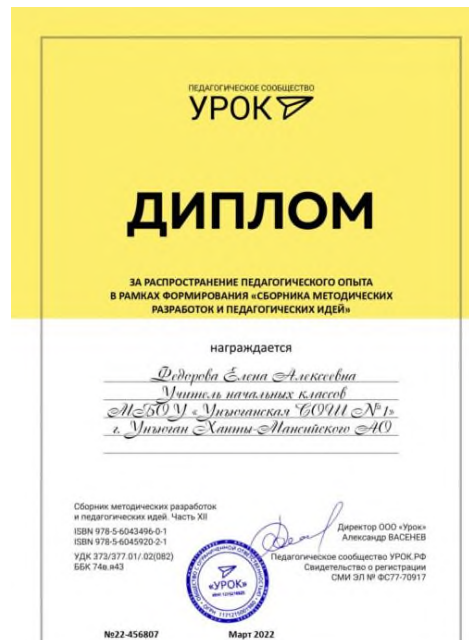 ПЕДАГОГИЧЕСКОЕ СООБЩЕСТВО
УРОК
ДИПЛОМ
ЗА РАСПРОСТРАНЕНИЕ ПЕДАГОГИЧЕСКОГО ОПЫТА
В РАМКАХ ФОРМИРОВАНИЯ «СБОРНИКА МЕТОДИЧЕСКИХ
РАЗРАБОТОК И ПЕДАГОГИЧЕСКИХ ИДЕЙ»
награждается
Федорова Елена Алексеевна
Учитель начальных классов
МБОУ «Унъюганская СОШ №1»
г. Унъюган Ханты-Мансийского АО
Сборник методических разработок
и педагогических идей. Часть XII
ISBN 978-5-6043496-0-1
ISBN 978-5-6045920-2-1
УДК 373/377.01/.02(082)
ББК 74в.я43
Директор ООО «Урок»
Александр ВАСЕНЕВ
Педагогическое сообщество УРОК.РФ
Свидетельство о регистрации
СМИ ЭЛ № ФС77-70917
«УРОК»
№22-456807
Март 2022